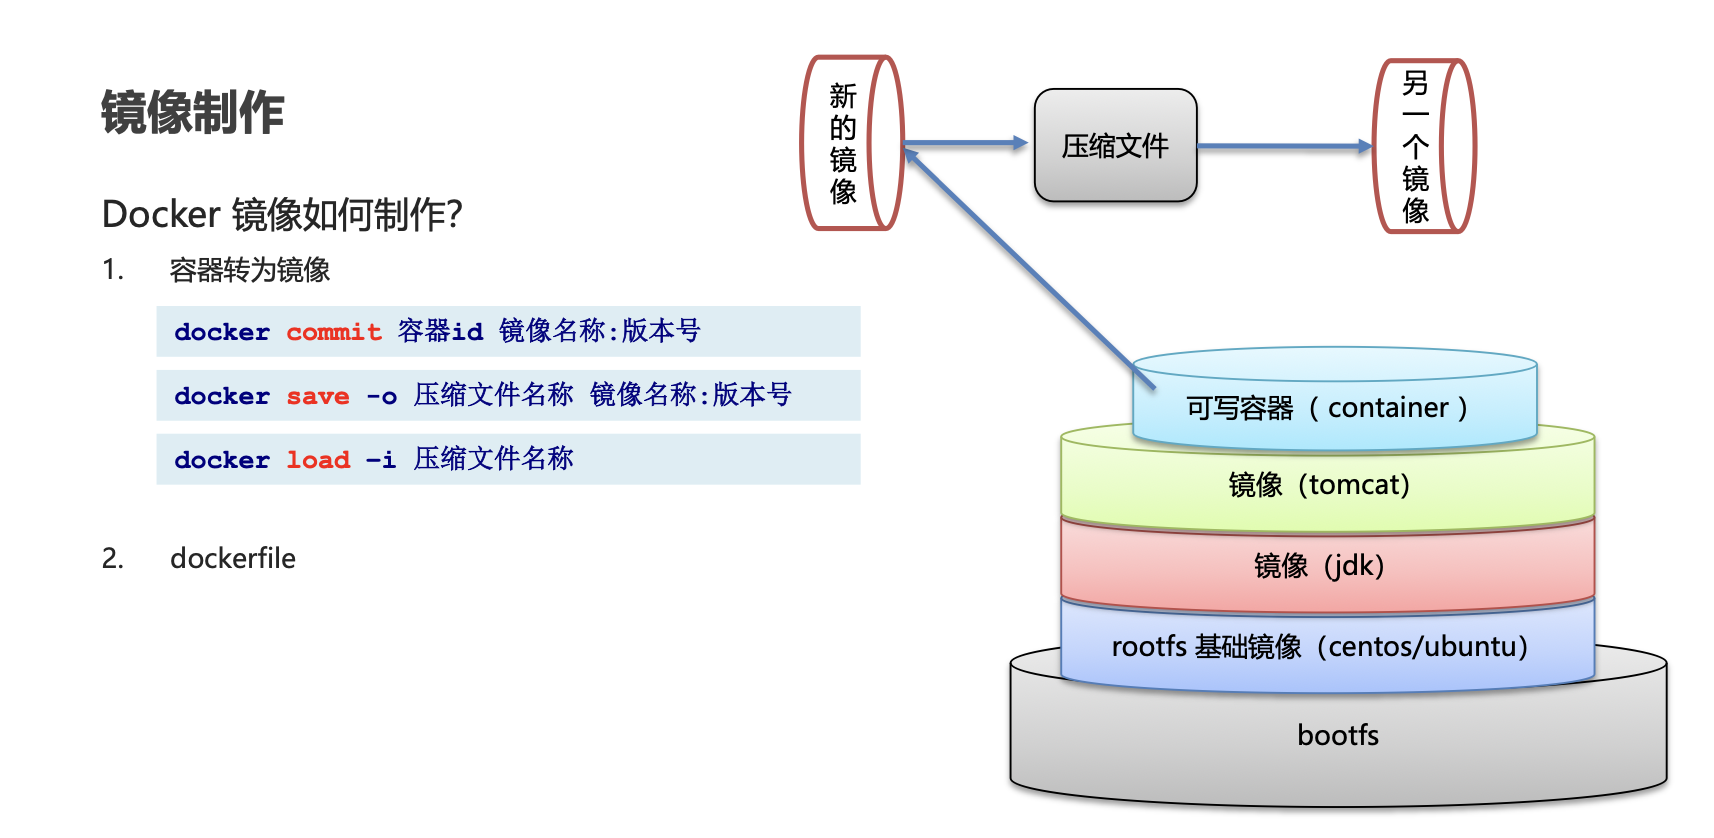 镜像制作
Docker 镜像如何制作？
1. 容器转为镜像
docker commit 容器id 镜像名称:版本号
docker save -o 压缩文件名称 镜像名称:版本号
docker load –i 压缩文件名称
2. dockerfile
新的镜像
压缩文件
另一个镜像
可写容器（ container ）
镜像（tomcat）
镜像（jdk）
rootfs 基础镜像（centos/ubuntu）
bootfs